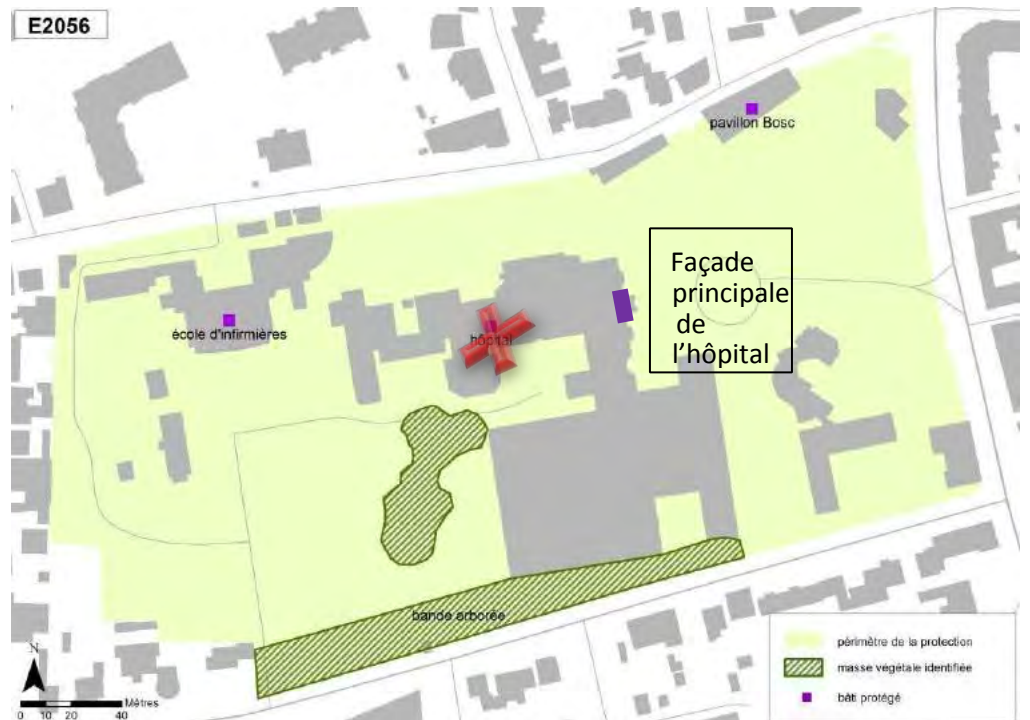 E2056
pavillon Bosc
Façade
principale
de
l’hôpital
école d'infirmières
hôpital
bande arborée
N
0 10 20 40 Mètres
périmètre de la protection
masse végétale identifiée
bâti protégé